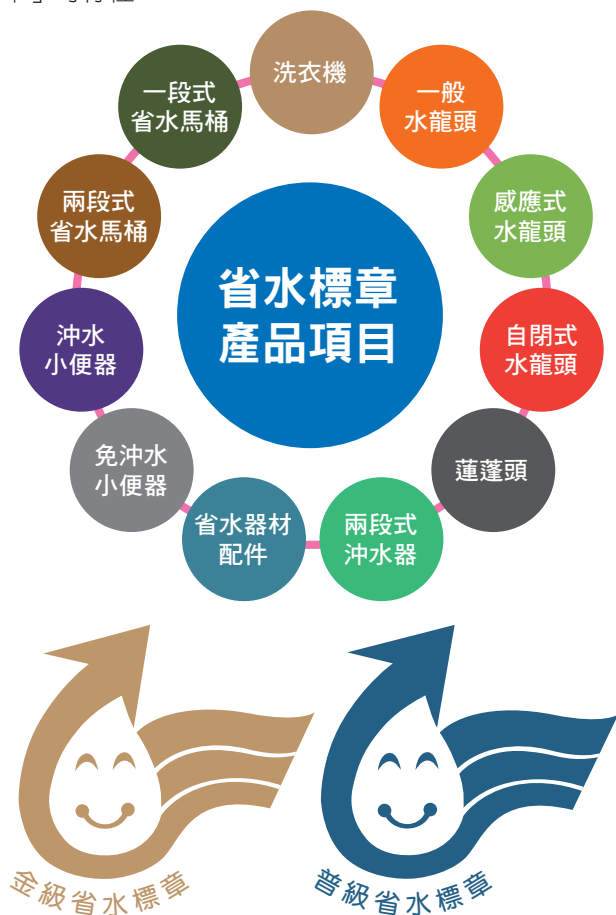 省水標章
產品項目
洗衣機
一般
水龍頭
感應式
水龍頭
自閉式
水龍頭
蓮蓬頭
兩段式
沖水器
省水器材
配件
免沖水
小便器
沖水
小便器
兩段式
省水馬桶
一段式
省水馬桶
金級省水標章
普級省水標章